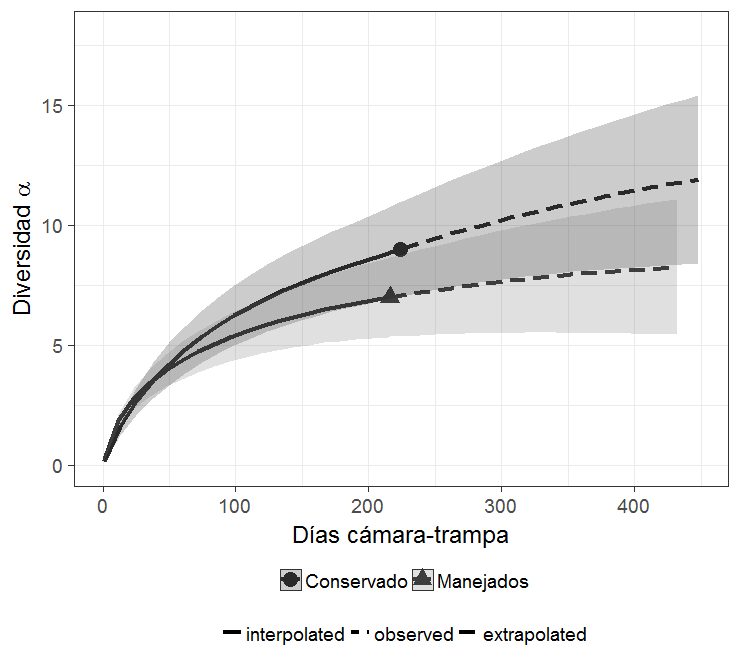 Diversidad α
15
10
5
0
0 100 200 300 400
Días cámara-trampa
Conservado Manejados
interpolated observed extrapolated